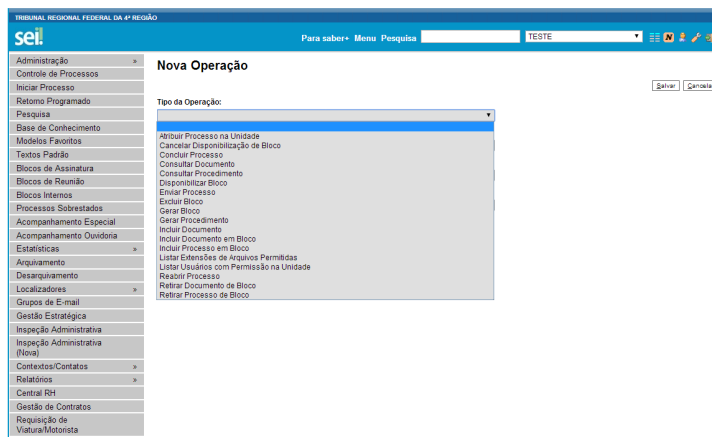 TRIBUNAL REGIONAL FEDERAL DA 4ª REGIÃO
sei!
Para saber+ Menu Pesquisa
TESTE
N
Administração »
Controle de Processos
Iniciar Processo
Retorno Programado
Pesquisa
Base de Conhecimento
Modelos Favoritos
Textos Padrão
Blocos de Assinatura
Blocos de Reunião
Blocos Internos
Processos Sobrestados
Acompanhamento Especial
Acompanhamento Ouvidoria
Estatísticas »
Arquivamento
Desarquivamento
Localizadores »
Grupos de E-mail
Gestão Estratégica
Inspeção Administrativa
Inspeção Administrativa
(Nova)
Contextos/Contatos »
Relatórios »
Central RH
Gestão de Contratos
Requisição de
Viatura/Motorista
Nova Operação
Salvar Cancela
Tipo da Operação:
Atribuir Processo na Unidade
Cancelar Disponibilização de Bloco
Concluir Processo
Consultar Documento
Consultar Procedimento
Disponibilizar Bloco
Enviar Processo
Excluir Bloco
Gerar Bloco
Gerar Procedimento
Incluir Documento
Incluir Documento em Bloco
Incluir Processo em Bloco
Listar Extensões de Arquivos Permitidas
Listar Usuários com Permissão na Unidade
Reabrir Processo
Retirar Documento de Bloco
Retirar Processo de Bloco